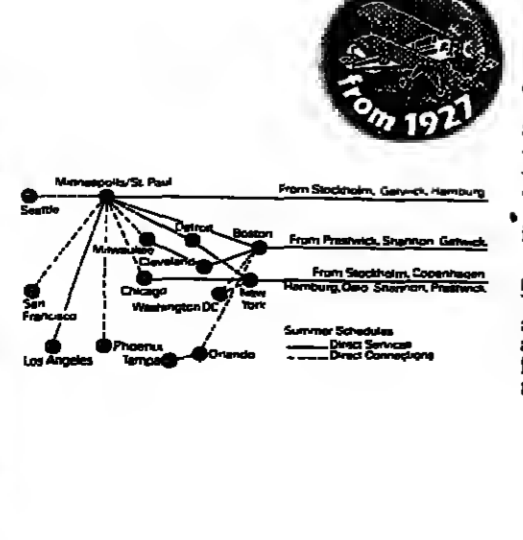 from 1927
Minneapolis/St. Paul
From Stockholm, Gatwick, Hamburg
Seattle
Detroit
Boston
From Prestwick, Shannon Gatwick
Milwaukee
Cleveland
From Stockholm, Copenhagen
Hamburg, Oslo Shannon, Prestwick
Chicago
Washington DC
New
York
San
Francisco
Summer Schedules
Direct Services
Direct Connections
Los Angeles
Phoenix
Tampa
Orlando